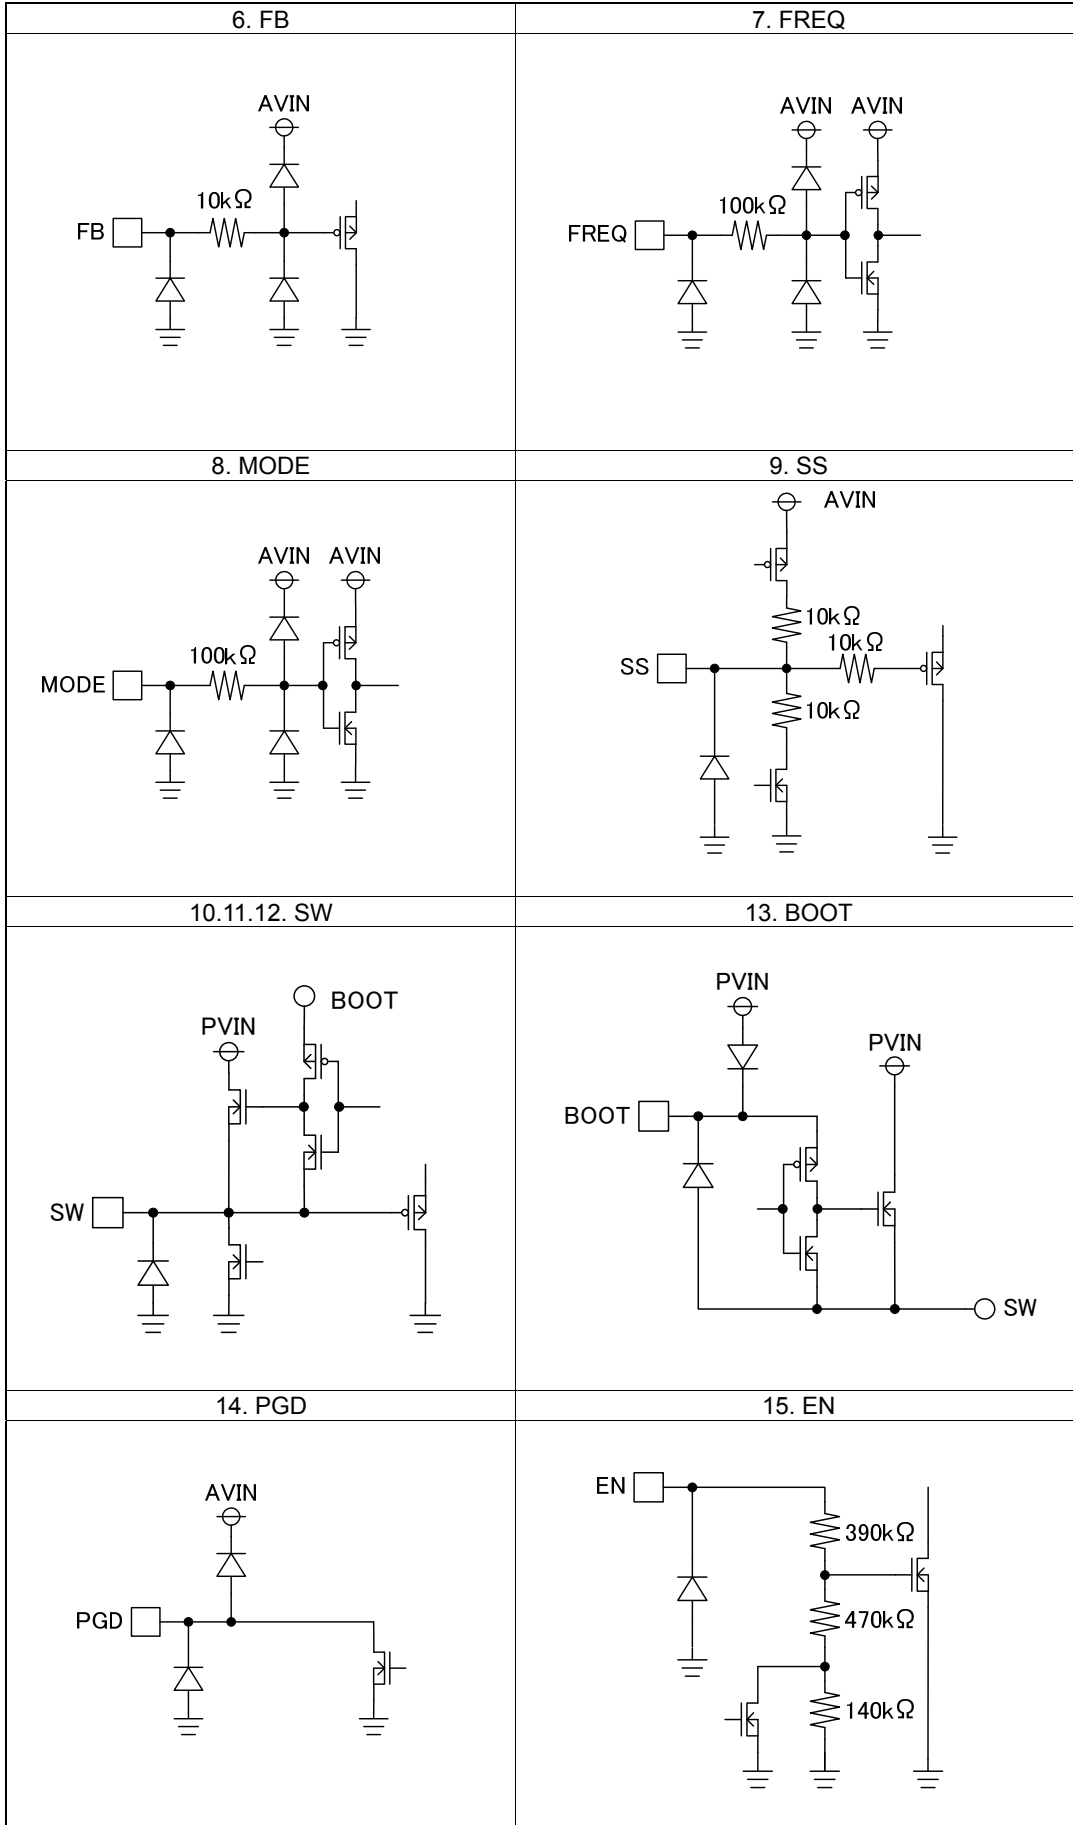 6. FB
7. FREQ
AVIN
10kΩ
FB
AVIN AVIN
100kΩ
FREQ
8. MODE
9. SS
AVIN AVIN
100kΩ
MODE
AVIN
10kΩ
10kΩ
SS
10kΩ
10.11.12. SW
13. BOOT
BOOT
PVIN
SW
PVIN
PVIN
BOOT
SW
14. PGD
15. EN
AVIN
PGD
EN
390kΩ
470kΩ
140kΩ